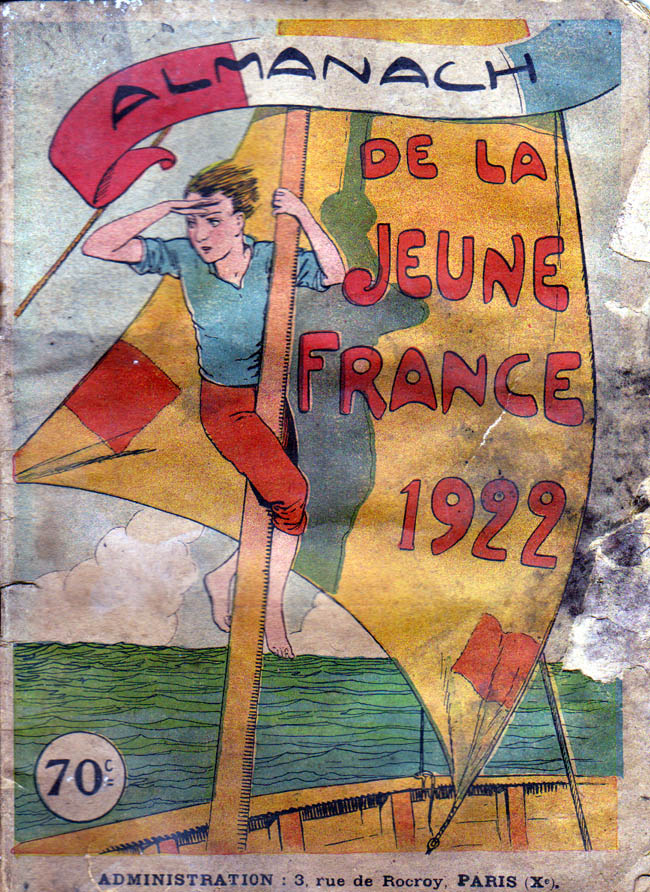 ALMANACH
DE LA
JEUNE
FRANCE
1922
70c
ADMINISTRATION : 3, rue de Rocroy, PARIS (Xe).